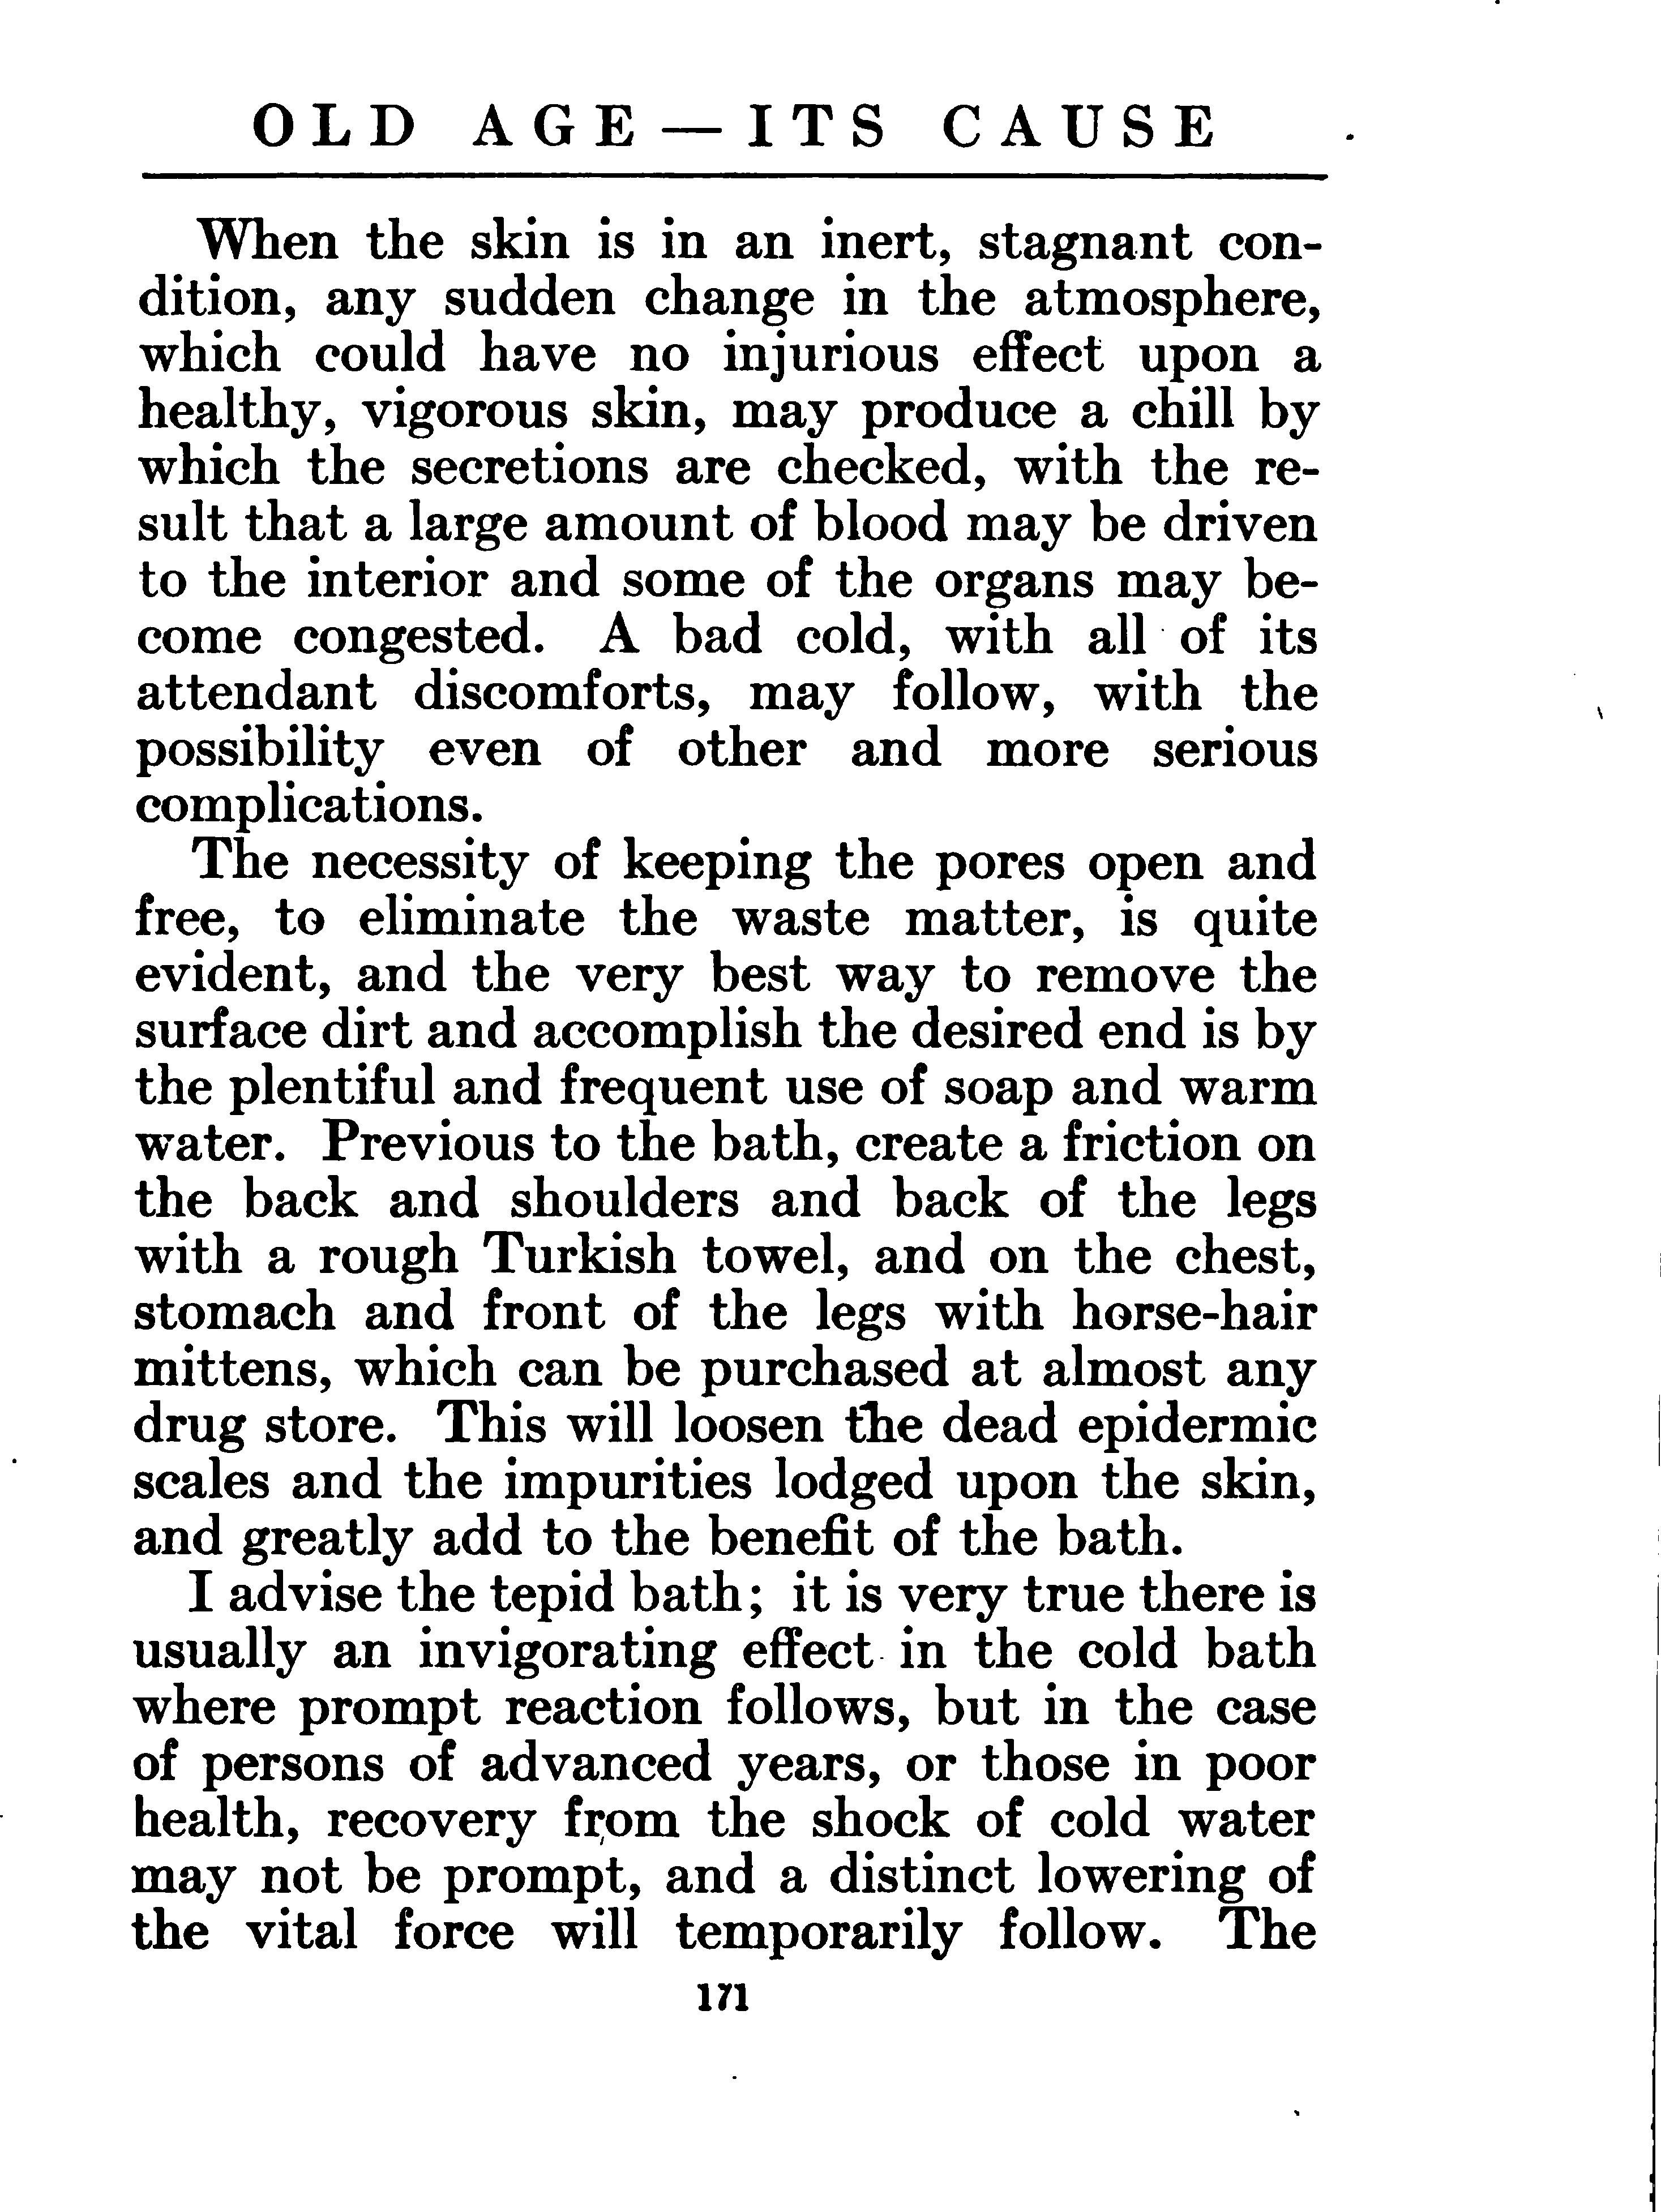 OLD AGE — ITS CAUSE
When the skin is in an inert, stagnant con-
dition, any sudden change in the atmosphere,
which could have no injurious effect upon a
healthy, vigorous skin, may produce a chill by
which the secretions are checked, with the re-
sult that a large amount of blood may be driven
to the interior and some of the organs may be-
come congested. A bad cold, with all of its
attendant discomforts, may follow, with the
possibility even of other and more serious
complications.
The necessity of keeping the pores open and
free, to eliminate the waste matter, is quite
evident, and the very best way to remove the
surface dirt and accomplish the desired end is by
the plentiful and frequent use of soap and warm
water. Previous to the bath, create a friction on
the back and shoulders and back of the legs
with a rough Turkish towel, and on the chest,
stomach and front of the legs with horse-hair
mittens, which can be purchased at almost any
drug store. This will loosen the dead epidermic
scales and the impurities lodged upon the skin,
and greatly add to the benefit of the bath.
I advise the tepid bath; it is very true there is
usually an invigorating effect in the cold bath
where prompt reaction follows, but in the case
of persons of advanced years, or those in poor
health, recovery from the shock of cold water
may not be prompt, and a distinct lowering of
the vital force will temporarily follow. The
171